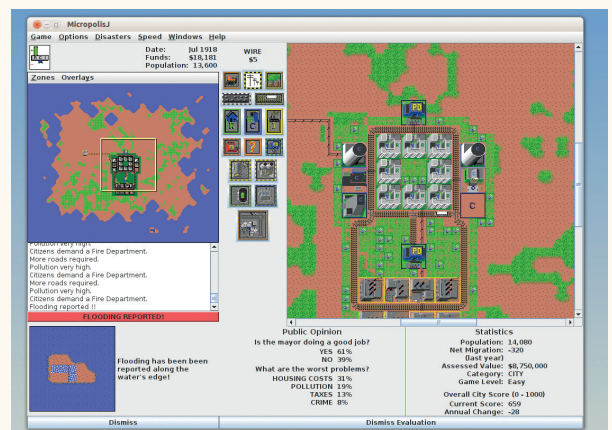 MicropolisJ
Game Options Disasters Speed Windows Help
Date: Jul 1918
Funds: $18,181
Population: 13,600
WIRE
$5
Zones Overlays
R C I
PD
C
PD
Pollution very high.
Citizens demand a Fire Department.
More roads required.
Pollution very high.
Citizens demand a Fire Department.
More roads required.
Pollution very high.
Citizens demand a Fire Department.
Flooding reported !!
FLOODING REPORTED!
Flooding has been been
reported along the
water's edge!
Public Opinion
Is the mayor doing a good job?
YES 61%
NO 39%
What are the worst problems?
HOUSING COSTS 31%
POLLUTION 19%
TAXES 13%
CRIME 8%
Statistics
Population: 14,080
Net Migration: -320
(last year)
Assessed Value: $8,750,000
Category: CITY
Game Level: Easy
Overall City Score (0 - 1000)
Current Score: 659
Annual Change: -28
Dismiss
Dismiss Evaluation